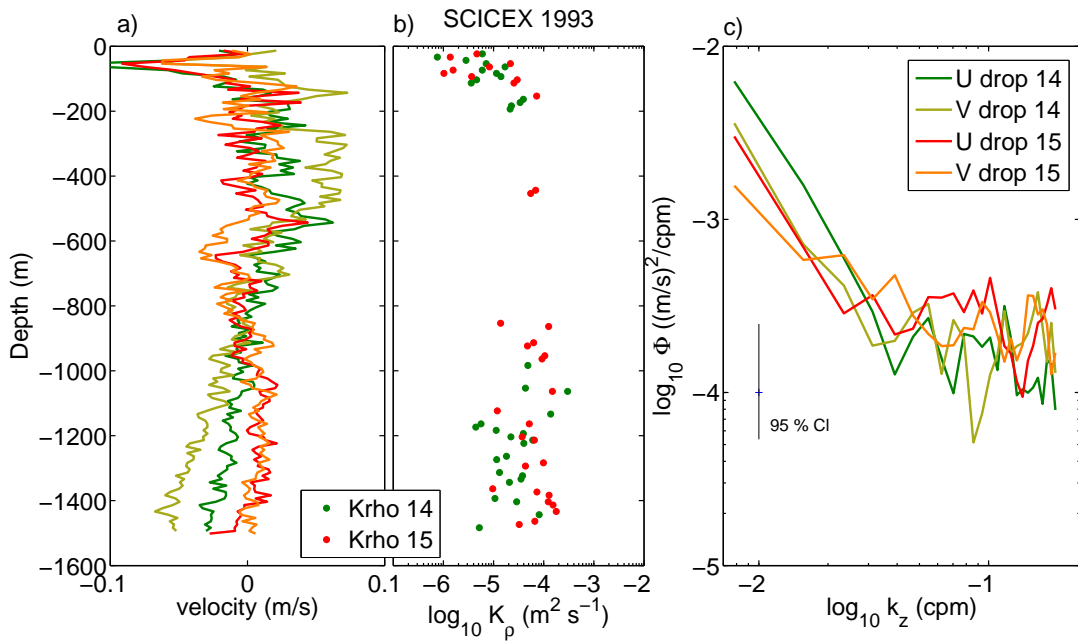 SCICEX 1993
a)
b)
c)
0
−200
−400
−600
−800
−1000
−1200
−1400
−1600
Depth (m)
−0.1
0
0.1
velocity (m/s)
Krho 14
Krho 15
−6
−5
−4
−3
−2
log10 Kρ (m2 s−1)
−2
−3
−4
−5
log10 Φ ((m/s)2/cpm)
U drop 14
V drop 14
U drop 15
V drop 15
95 % CI
−2
−1
log10 kz (cpm)